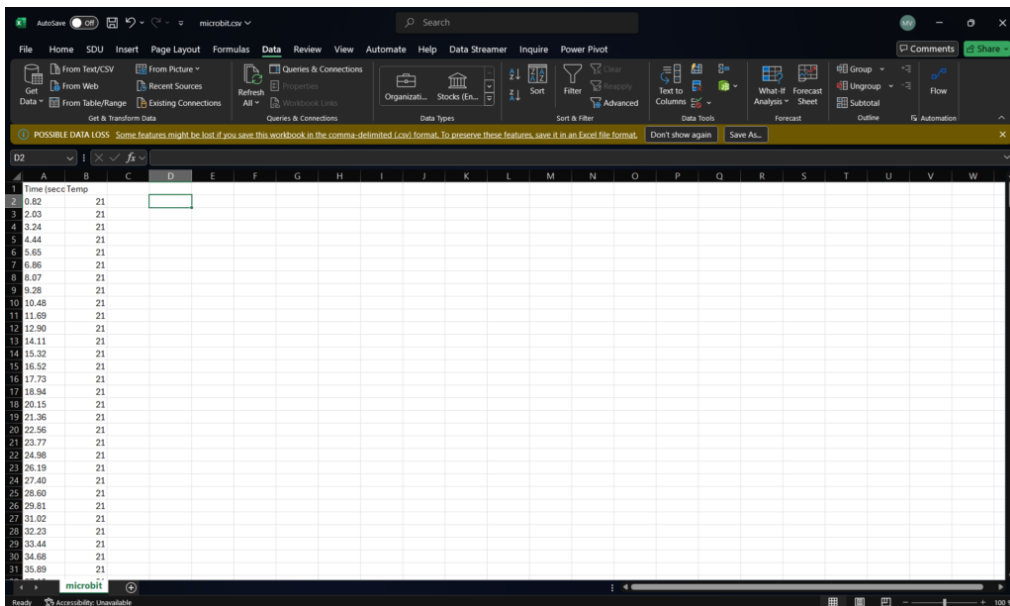 AutoSave Off microbit.csv Search MV
File Home SDU Insert Page Layout Formulas Data Review View Automate Help Data Streamer Inquire Power Pivot Comments Share
Get Data
From Text/CSV
From Web
From Table/Range
From Picture
Recent Sources
Existing Connections
Get & Transform Data
Refresh All
Queries & Connections
Properties
Workbook Links
Queries & Connections
Organizati... Stocks (En...
Data Types
Sort
Filter
Clear
Reapply
Advanced
Sort & Filter
Text to Columns
Data Tools
What-If Analysis
Forecast Sheet
Forecast
Group
Ungroup
Subtotal
Outline
Flow
Automation
POSSIBLE DATA LOSS Some features might be lost if you save this workbook in the comma-delimited (.csv) format. To preserve these features, save it in an Excel file format. Don't show again Save As...
D2 fx
A B C D E F G H I J K L M N O P Q R S T U V W
1 Time (secc Temp
2 0.82 21
3 2.03 21
4 3.24 21
5 4.44 21
6 5.65 21
7 6.86 21
8 8.07 21
9 9.28 21
10 10.48 21
11 11.69 21
12 12.90 21
13 14.11 21
14 15.32 21
15 16.52 21
16 17.73 21
17 18.94 21
18 20.15 21
19 21.36 21
20 22.56 21
21 23.77 21
22 24.98 21
23 26.19 21
24 27.40 21
25 28.60 21
26 29.81 21
27 31.02 21
28 32.23 21
29 33.44 21
30 34.68 21
31 35.89 21
microbit
Ready Accessibility: Unavailable 100